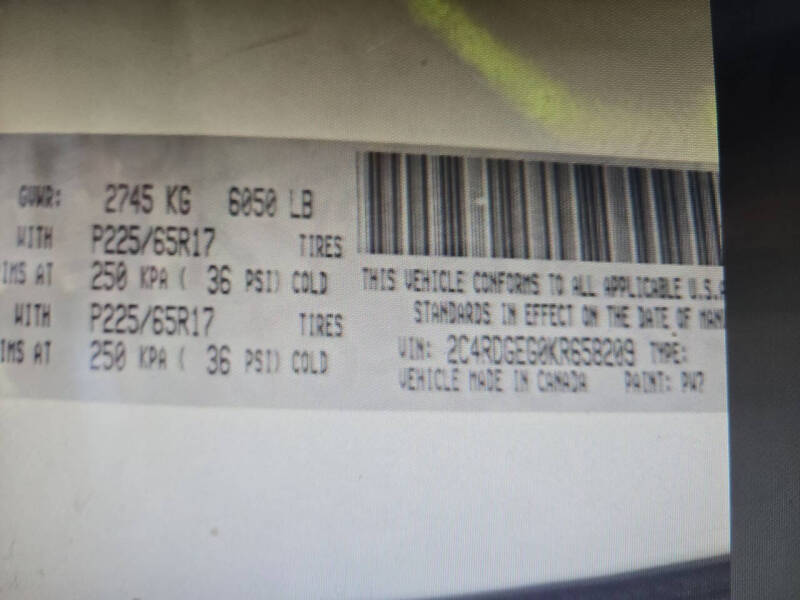 GVWR: 2745 KG 6050 LB
WITH P225/65R17 TIRES
IMS AT 250 KPA ( 36 PSI) COLD
WITH P225/65R17 TIRES
IMS AT 250 KPA ( 36 PSI) COLD
THIS VEHICLE CONFORMS TO ALL APPLICABLE U.S.A
STANDARDS IN EFFECT ON THE DATE OF MAN
VIN: 2C4RDGEG0KR658209 TYPE:
VEHICLE MADE IN CANADA PAINT: PW7